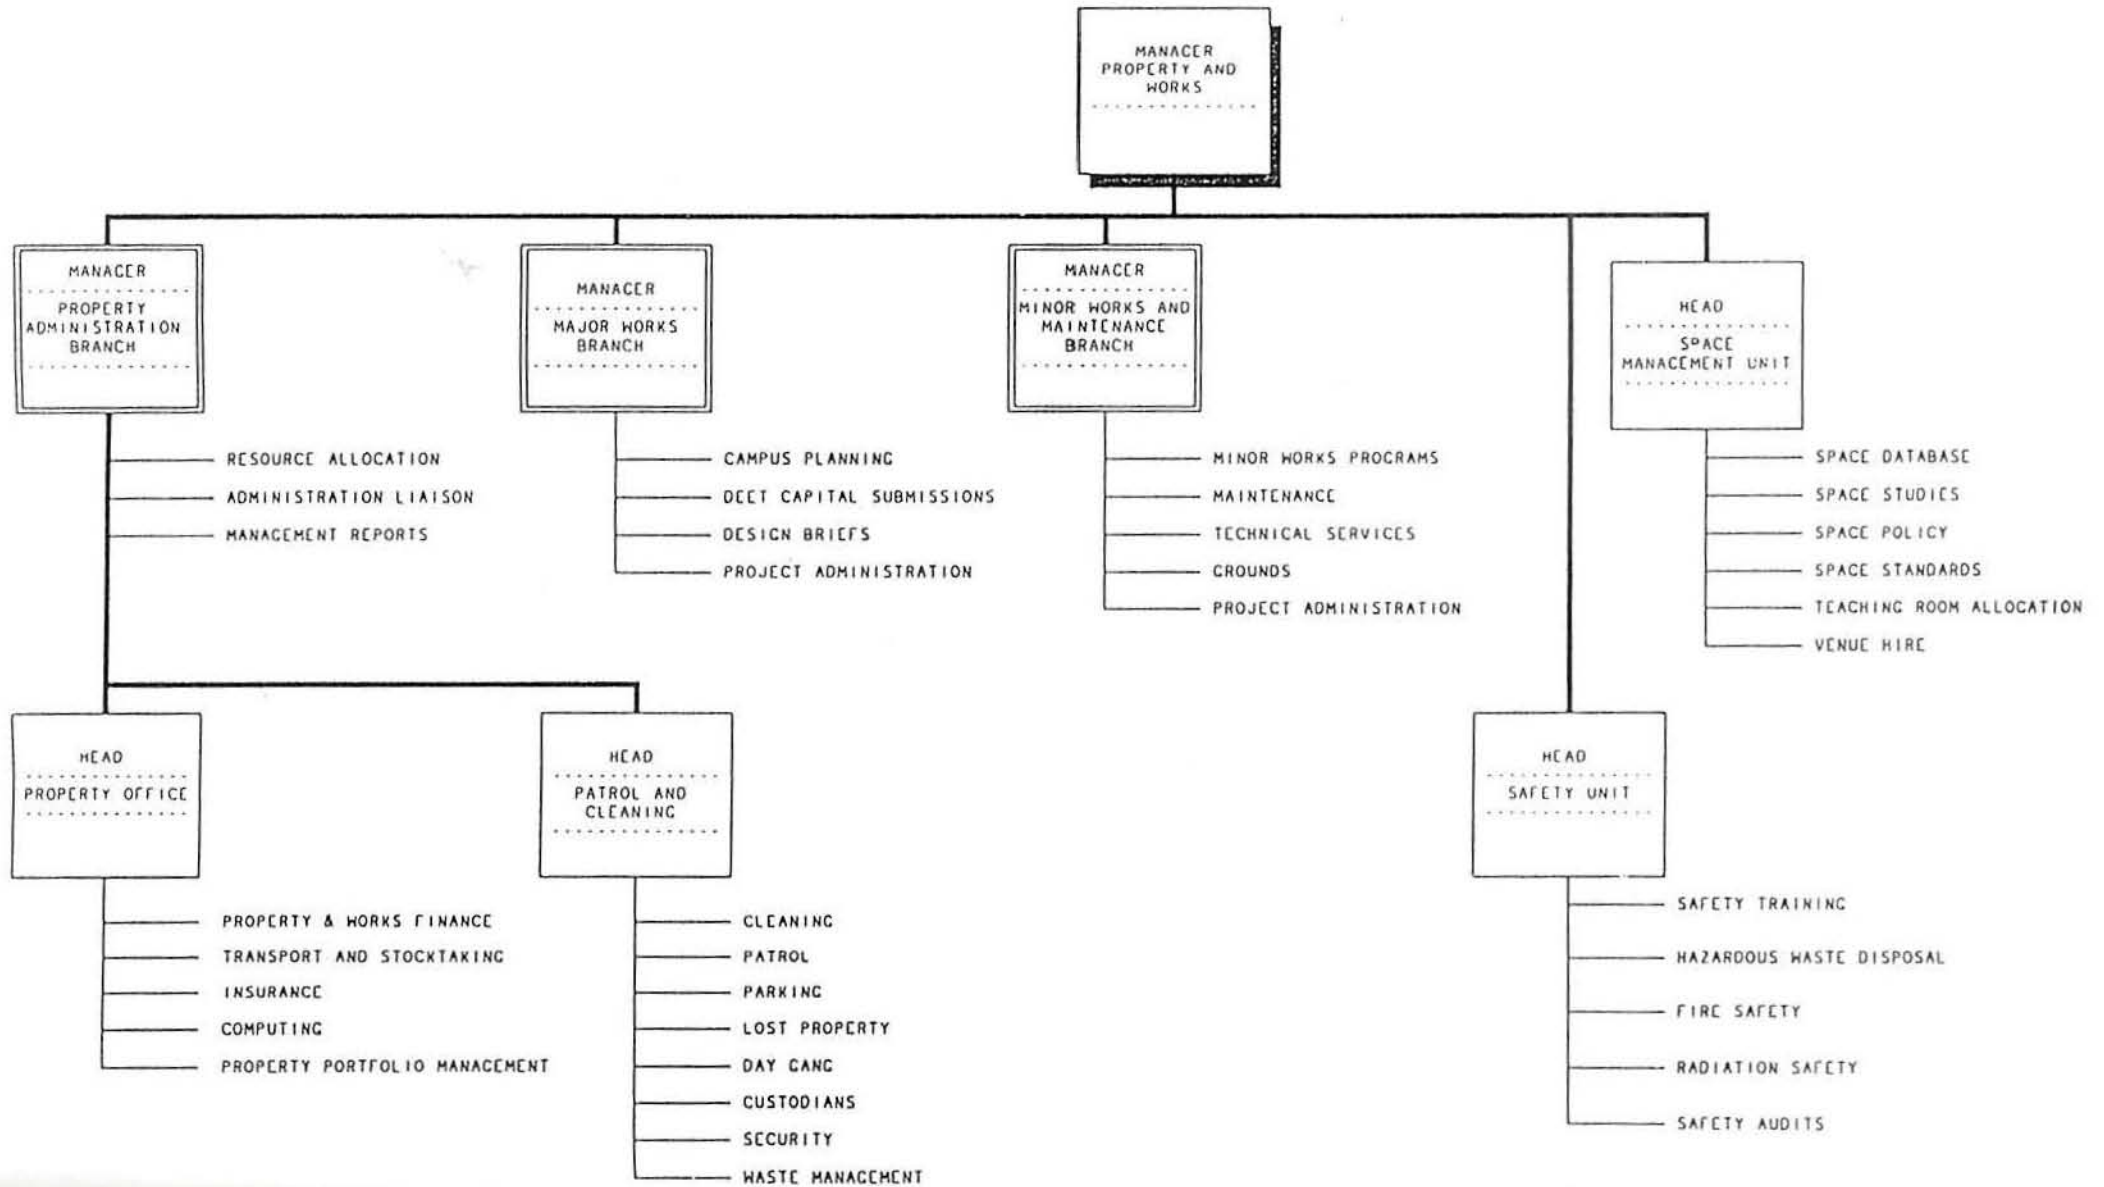 MANAGER
PROPERTY AND
WORKS
MANAGER
PROPERTY
ADMINISTRATION
BRANCH
RESOURCE ALLOCATION
ADMINISTRATION LIAISON
MANAGEMENT REPORTS
MANAGER
MAJOR WORKS
BRANCH
CAMPUS PLANNING
DEET CAPITAL SUBMISSIONS
DESIGN BRIEFS
PROJECT ADMINISTRATION
MANAGER
MINOR WORKS AND
MAINTENANCE
BRANCH
MINOR WORKS PROGRAMS
MAINTENANCE
TECHNICAL SERVICES
GROUNDS
PROJECT ADMINISTRATION
HEAD
SPACE
MANAGEMENT UNIT
SPACE DATABASE
SPACE STUDIES
SPACE POLICY
SPACE STANDARDS
TEACHING ROOM ALLOCATION
VENUE HIRE
HEAD
PROPERTY OFFICE
PROPERTY & WORKS FINANCE
TRANSPORT AND STOCKTAKING
INSURANCE
COMPUTING
PROPERTY PORTFOLIO MANAGEMENT
HEAD
PATROL AND
CLEANING
CLEANING
PATROL
PARKING
LOST PROPERTY
DAY GANG
CUSTODIANS
SECURITY
WASTE MANAGEMENT
HEAD
SAFETY UNIT
SAFETY TRAINING
HAZARDOUS WASTE DISPOSAL
FIRE SAFETY
RADIATION SAFETY
SAFETY AUDITS